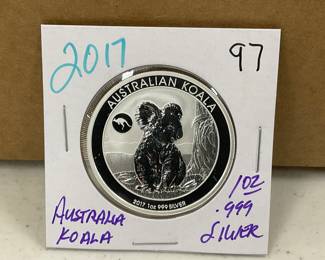 2017
97
AUSTRALIAN KOALA
2017 1oz 999 SILVER
AUSTRALIA
KOALA
1OZ
.999
SILVER